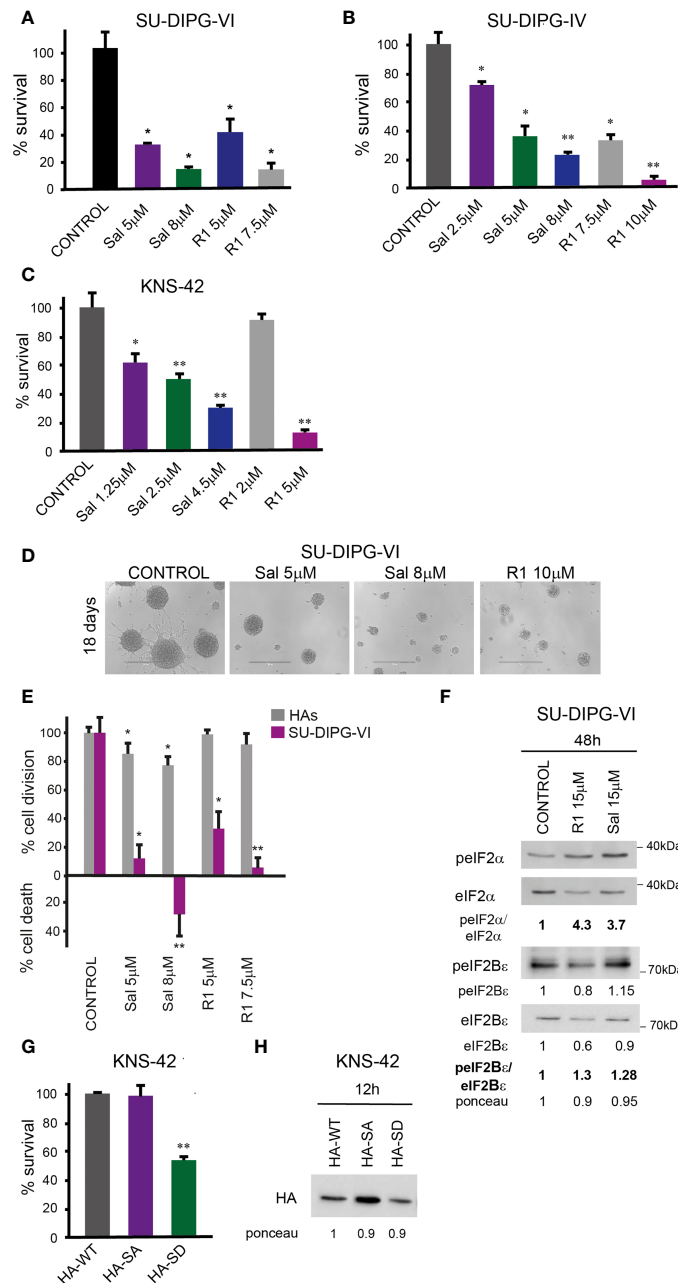 A
SU-DIPG-VI
% survival
100
80
60
40
20
0
* * * *
CONTROL
Sal 5μM
Sal 8μM
R1 5μM
R1 7.5μM
B
SU-DIPG-IV
% survival
100
80
60
40
20
0
* * ** * **
CONTROL
Sal 2.5μM
Sal 5μM
Sal 8μM
R1 7.5μM
R1 10μM
C
KNS-42
% survival
100
80
60
40
20
0
* ** ** **
CONTROL
Sal 1.25μM
Sal 2.5μM
Sal 4.5μM
R1 2μM
R1 5μM
D
SU-DIPG-VI
CONTROL Sal 5μM Sal 8μM R1 10μM
18 days
E
HAs
SU-DIPG-VI
% cell division
100
80
60
40
20
0
% cell death
20
40
* * * ** * **
CONTROL
Sal 5μM
Sal 8μM
R1 5μM
R1 7.5μM
F
SU-DIPG-VI
48h
CONTROL
R1 15μM
Sal 15μM
peIF2α
40kDa
eIF2α
40kDa
peIF2α/
eIF2α
1 4.3 3.7
peIF2Bε
70kDa
peIF2Bε 1 0.8 1.15
eIF2Bε
70kD
eIF2Bε 1 0.6 0.9
peIF2Bε/
eIF2Bε
1 1.3 1.28
ponceau 1 0.9 0.95
G
KNS-42
% survival
100
80
60
40
20
0
**
HA-WT
HA-SA
HA-SD
H
KNS-42
12h
HA-WT
HA-SA
HA-SD
HA
ponceau 1 0.9 0.9